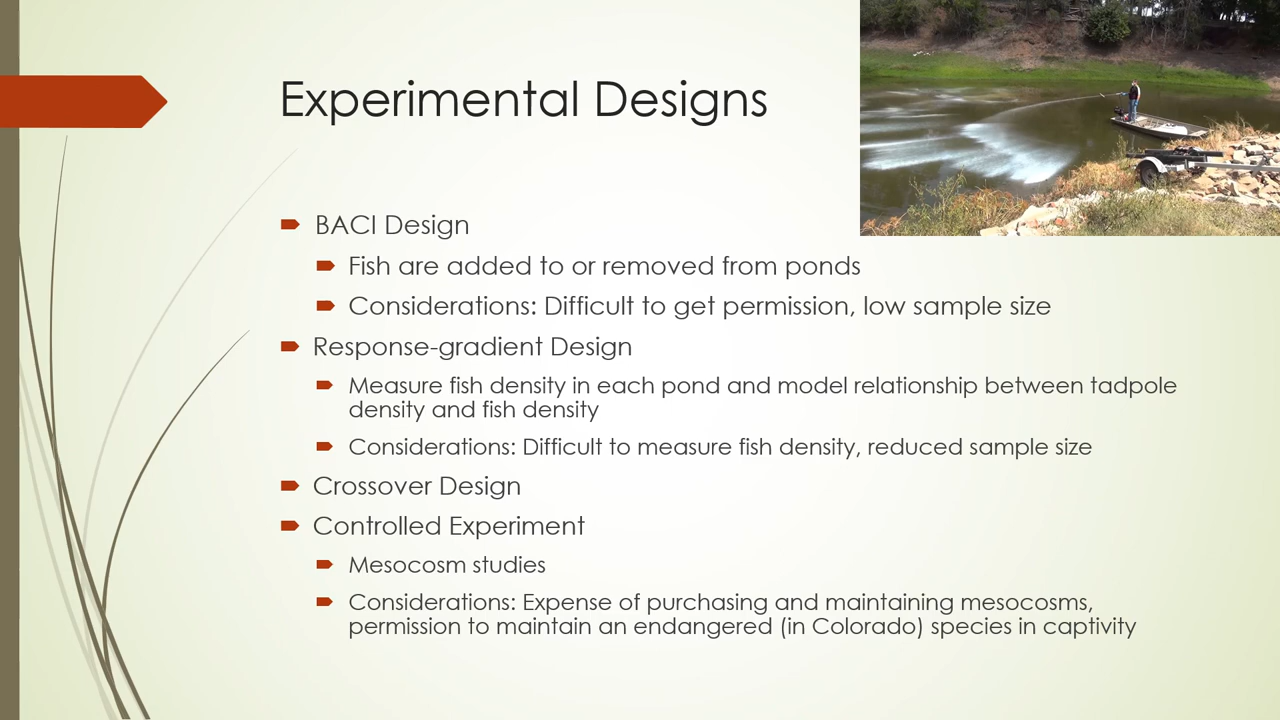 Experimental Designs
BACI Design
Fish are added to or removed from ponds
Considerations: Difficult to get permission, low sample size
Response-gradient Design
Measure fish density in each pond and model relationship between tadpole
density and fish density
Considerations: Difficult to measure fish density, reduced sample size
Crossover Design
Controlled Experiment
Mesocosm studies
Considerations: Expense of purchasing and maintaining mesocosms,
permission to maintain an endangered (in Colorado) species in captivity